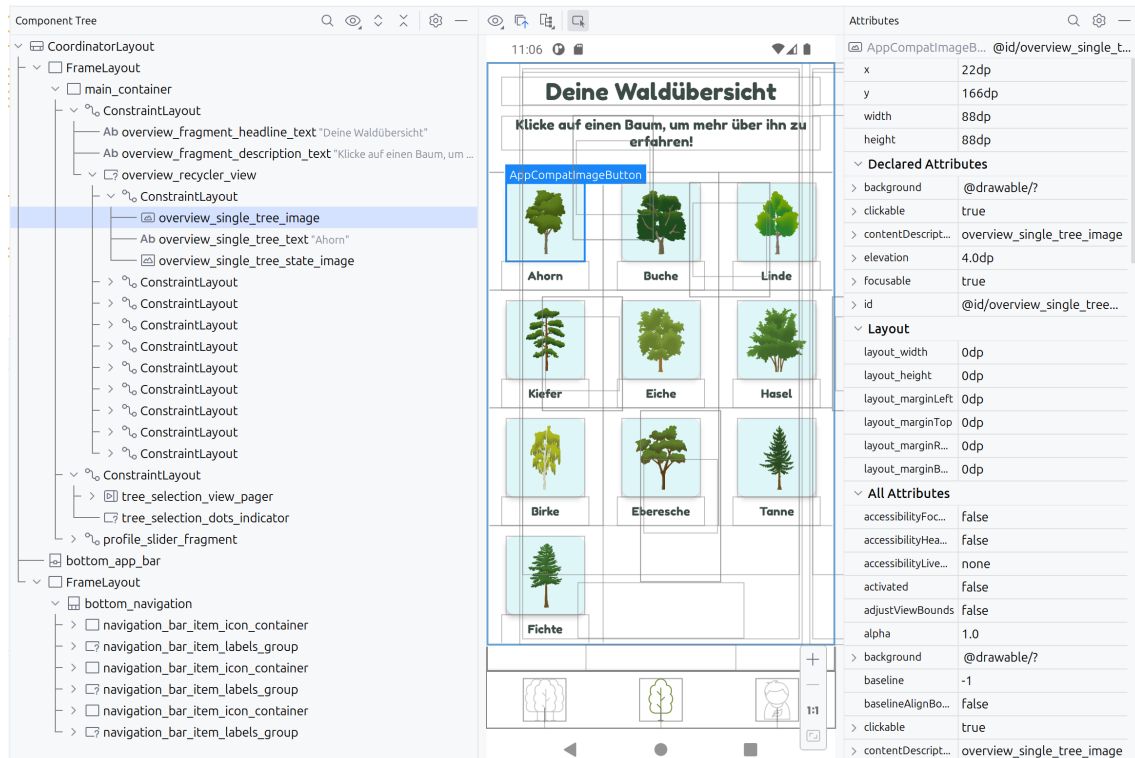 Component Tree
CoordinatorLayout
FrameLayout
main_container
ConstraintLayout
Ab overview_fragment_headline_text "Deine Waldübersicht"
Ab overview_fragment_description_text "Klicke auf einen Baum, um ...
overview_recycler_view
ConstraintLayout
overview_single_tree_image
Ab overview_single_tree_text "Ahorn"
overview_single_tree_state_image
ConstraintLayout
ConstraintLayout
ConstraintLayout
ConstraintLayout
ConstraintLayout
ConstraintLayout
ConstraintLayout
ConstraintLayout
ConstraintLayout
ConstraintLayout
tree_selection_view_pager
tree_selection_dots_indicator
profile_slider_fragment
bottom_app_bar
FrameLayout
bottom_navigation
navigation_bar_item_icon_container
navigation_bar_item_labels_group
navigation_bar_item_icon_container
navigation_bar_item_labels_group
navigation_bar_item_icon_container
navigation_bar_item_labels_group
11:06
Deine Waldübersicht
Klicke auf einen Baum, um mehr über ihn zu
erfahren!
AppCompatImageButton
Ahorn Buche Linde
Kiefer Eiche Hasel
Birke Eberesche Tanne
Fichte
1:1
Attributes
AppCompatImageB... @id/overview_single_t...
x 22dp
y 166dp
width 88dp
height 88dp
Declared Attributes
background @drawable/?
clickable true
contentDescript... overview_single_tree_image
elevation 4.0dp
focusable true
id @id/overview_single_tree...
Layout
layout_width 0dp
layout_height 0dp
layout_marginLeft 0dp
layout_marginTop 0dp
layout_marginR... 0dp
layout_marginB... 0dp
All Attributes
accessibilityFoc... false
accessibilityHea... false
accessibilityLive... none
activated false
adjustViewBounds false
alpha 1.0
background @drawable/?
baseline -1
baselineAlignBo... false
clickable true
contentDescript... overview_single_tree_image